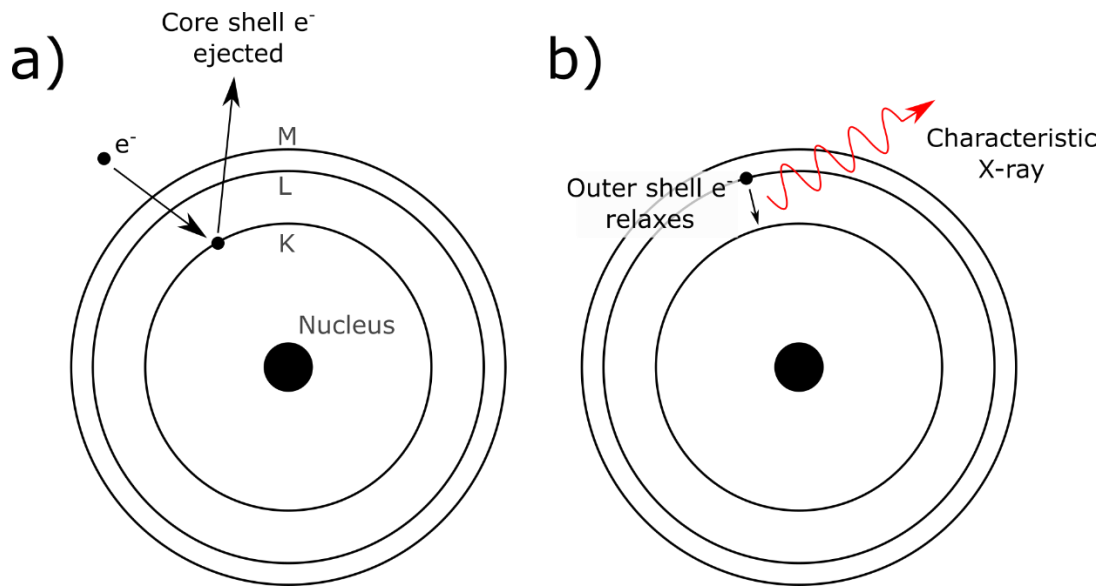 a)
Core shell e⁻
ejected
e⁻
M
L
K
Nucleus
b)
Outer shell e⁻
relaxes
Characteristic
X-ray